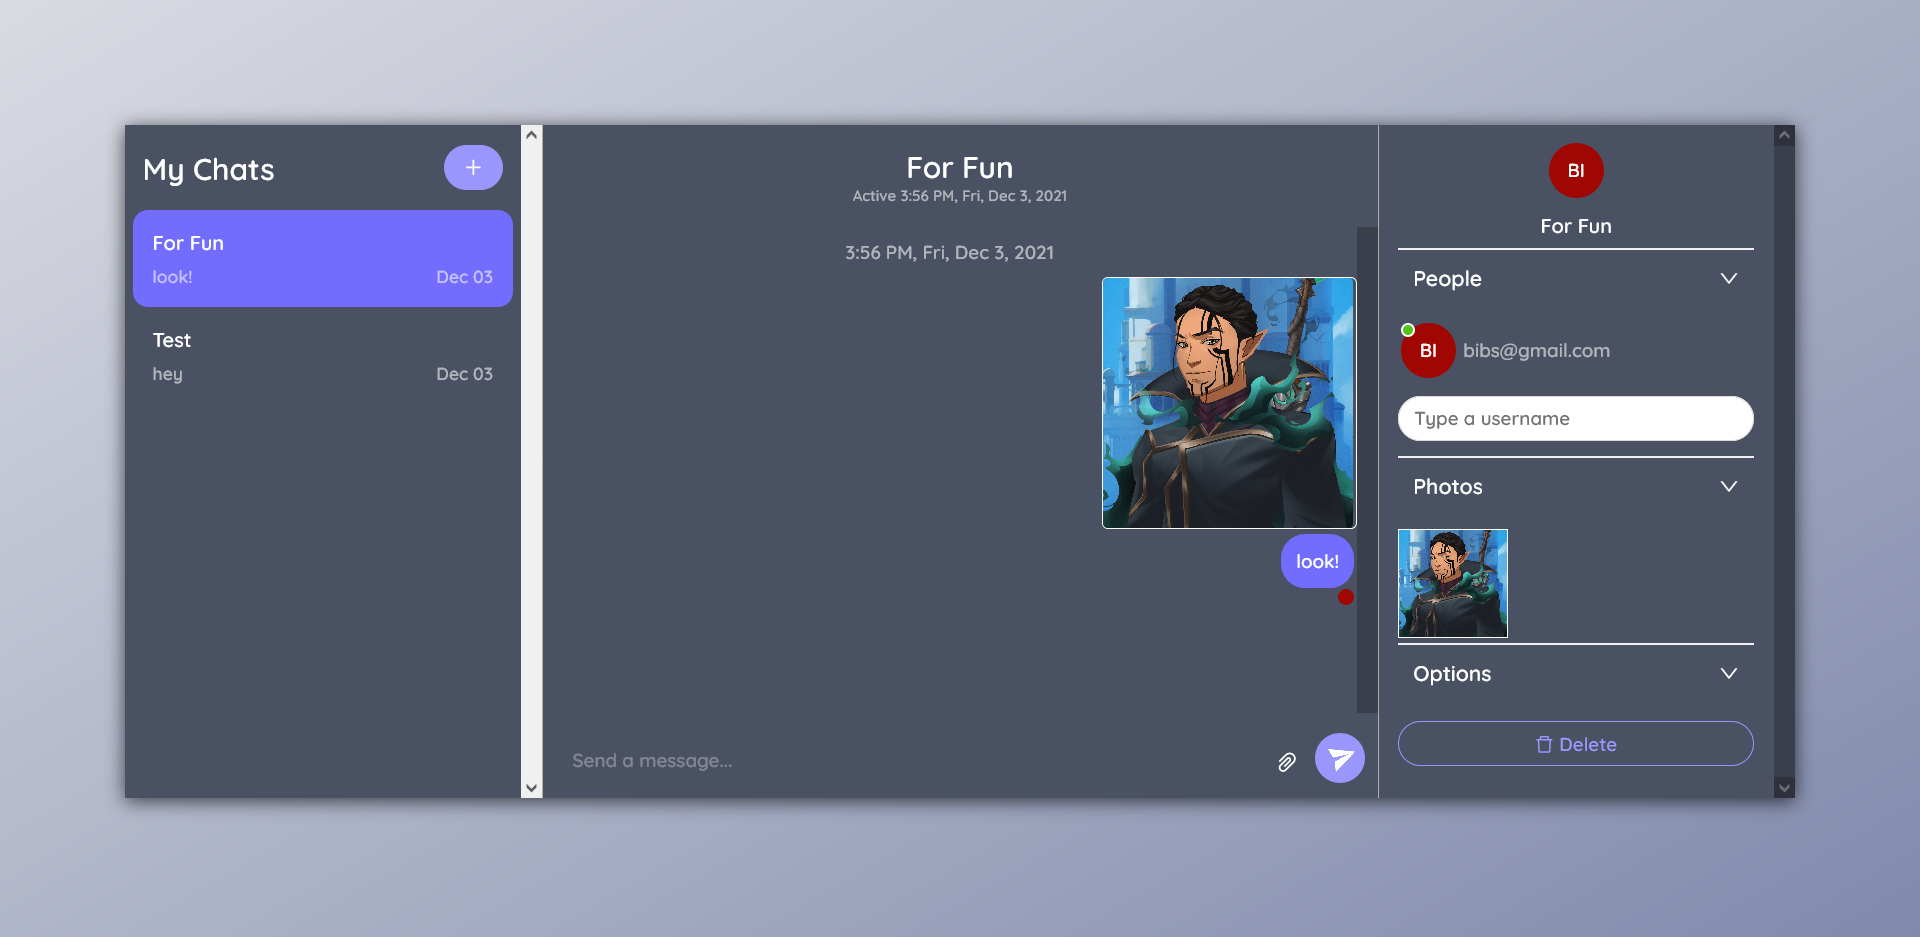 My Chats
For Fun
look!
Dec 03
Test
hey
Dec 03
For Fun
Active 3:56 PM, Fri, Dec 3, 2021
3:56 PM, Fri, Dec 3, 2021
look!
Send a message...
BI
For Fun
People
BI
bibs@gmail.com
Type a username
Photos
Options
Delete